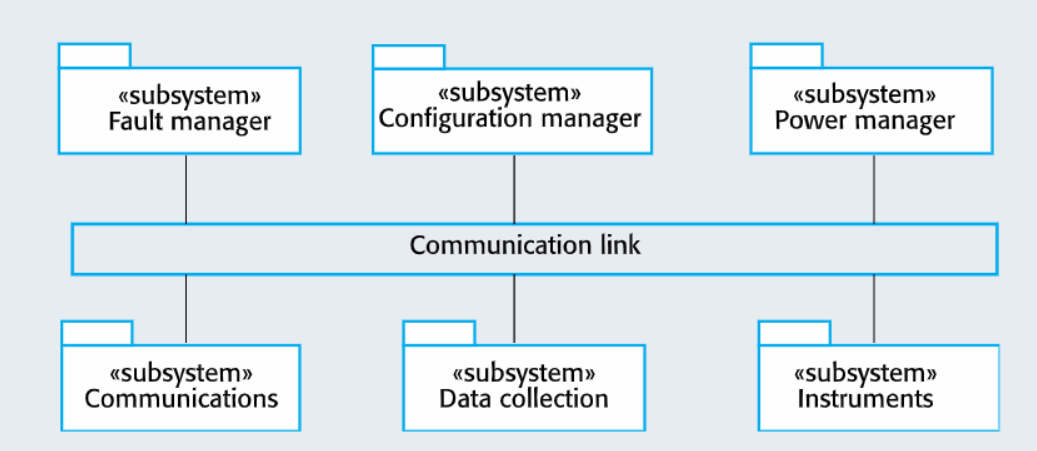 «subsystem»
Fault manager
«subsystem»
Configuration manager
«subsystem»
Power manager
Communication link
«subsystem»
Communications
«subsystem»
Data collection
«subsystem»
Instruments